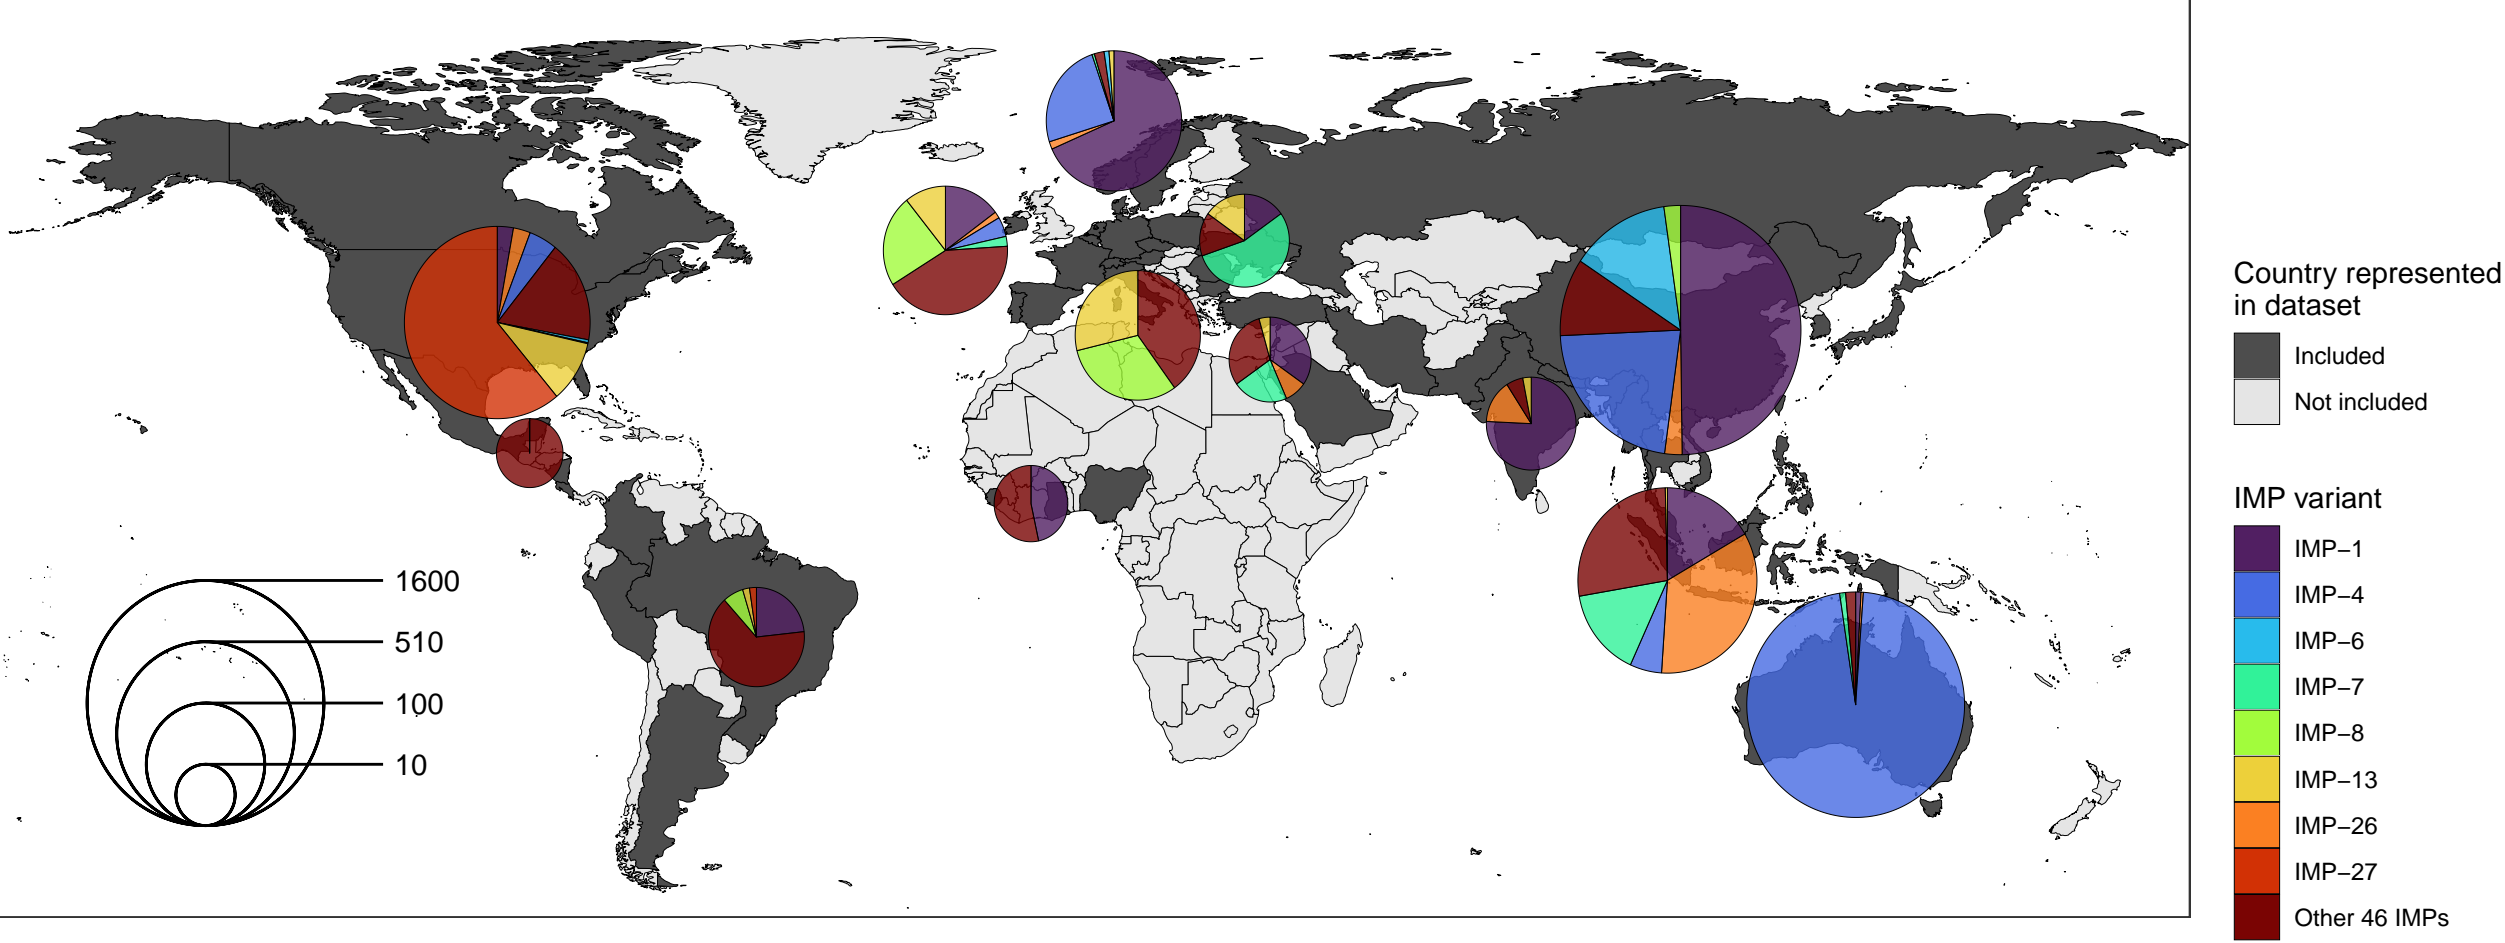 1600
510
100
10
Country represented
in dataset
Included
Not included
IMP variant
IMP−1
IMP−4
IMP−6
IMP−7
IMP−8
IMP−13
IMP−26
IMP−27
Other 46 IMPs